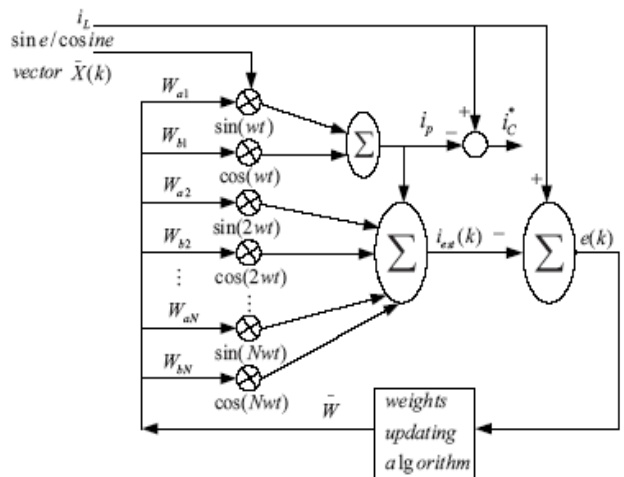 i_L
sin e/cosine
vector X̄(k)
W_a1
sin(wt)
W_b1
cos(wt)
W_a2
sin(2wt)
W_b2
cos(2wt)
⋮
⋮
W_aN
sin(Nwt)
W_bN
cos(Nwt)
Σ
i_p
+
−
i_C^*
Σ
i_est(k)
−
+
Σ
e(k)
W̄
weights
updating
alg orithm